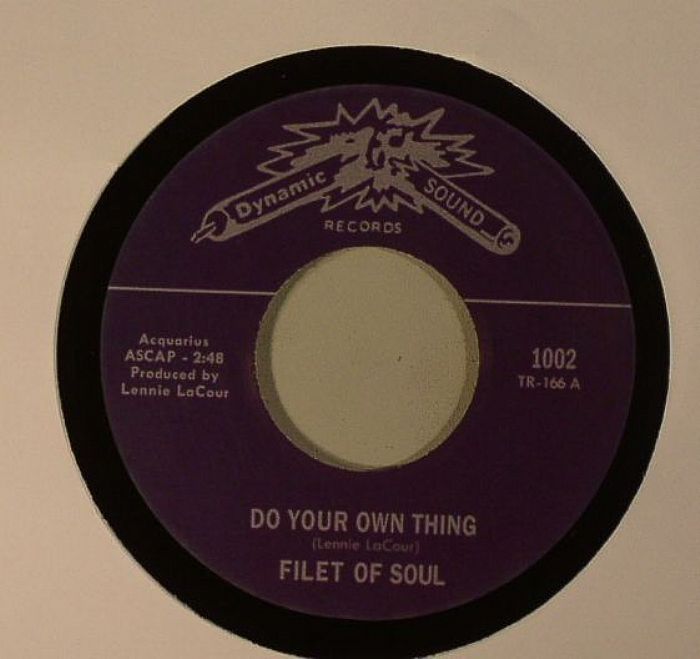 Dynamic
SOUND
RECORDS
Acquarius
ASCAP - 2:48
Produced by
Lennie LaCour
1002
TR-166 A
DO YOUR OWN THING
(Lennie LaCour)
FILET OF SOUL